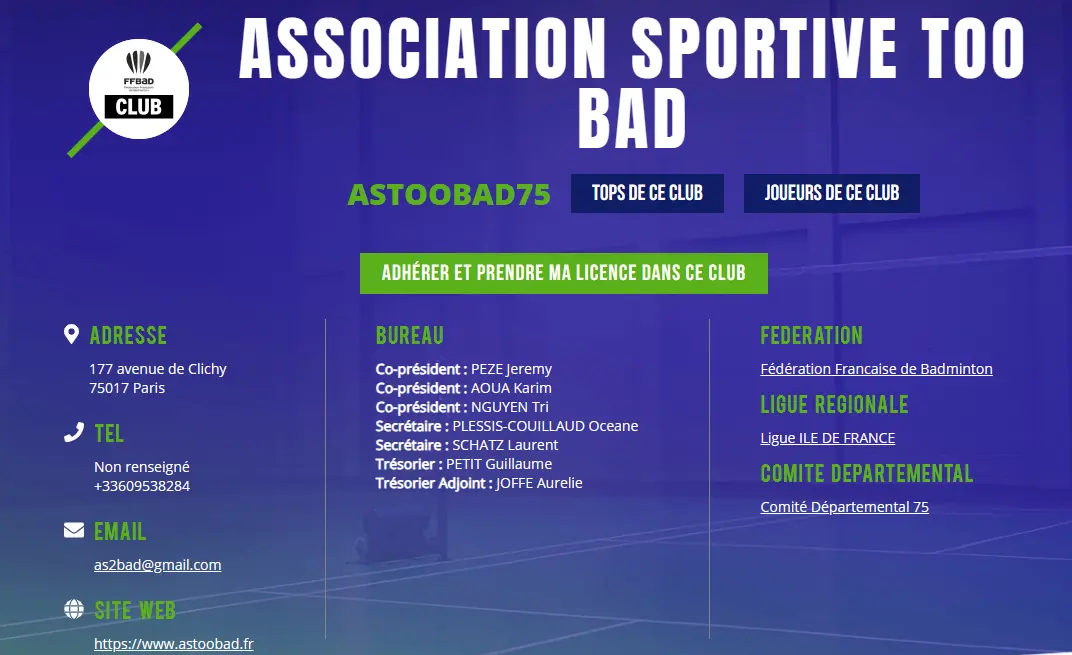 FFBaD
CLUB
ASSOCIATION SPORTIVE TOO
BAD
ASTOOBAD75
TOPS DE CE CLUB
JOUEURS DE CE CLUB
ADHÉRER ET PRENDRE MA LICENCE DANS CE CLUB
ADRESSE
177 avenue de Clichy
75017 Paris
TEL
Non renseigné
+33609538284
EMAIL
as2bad@gmail.com
SITE WEB
https://www.astoobad.fr
BUREAU
Co-président : PEZE Jeremy
Co-président : AOUA Karim
Co-président : NGUYEN Tri
Secrétaire : PLESSIS-COUILLAUD Oceane
Secrétaire : SCHATZ Laurent
Trésorier : PETIT Guillaume
Trésorier Adjoint : JOFFE Aurelie
FEDERATION
Fédération Francaise de Badminton
LIGUE REGIONALE
Ligue ILE DE FRANCE
COMITE DEPARTEMENTAL
Comité Départemental 75